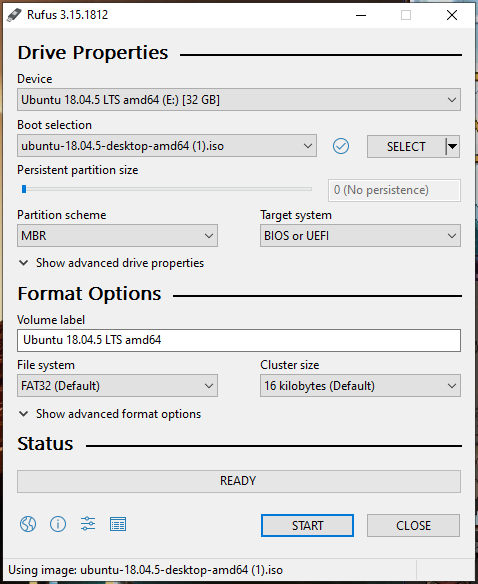 Rufus 3.15.1812
Drive Properties
Device
Ubuntu 18.04.5 LTS amd64 (E:) [32 GB]
Boot selection
ubuntu-18.04.5-desktop-amd64 (1).iso
SELECT
Persistent partition size
0 (No persistence)
Partition scheme
Target system
MBR
BIOS or UEFI
Show advanced drive properties
Format Options
Volume label
Ubuntu 18.04.5 LTS amd64
File system
Cluster size
FAT32 (Default)
16 kilobytes (Default)
Show advanced format options
Status
READY
START
CLOSE
Using image: ubuntu-18.04.5-desktop-amd64 (1).iso